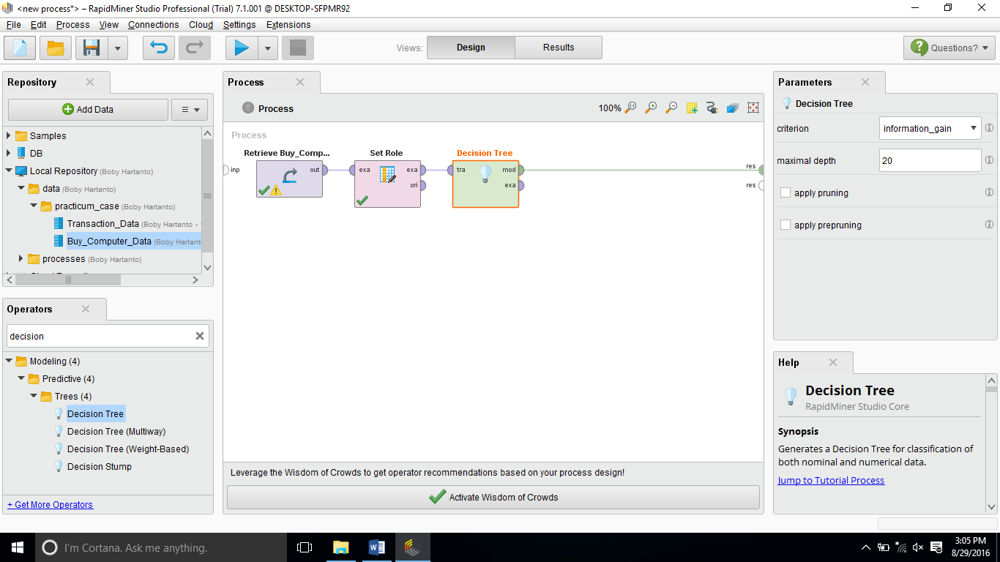 <new process*> – RapidMiner Studio Professional (Trial) 7.1.001 @ DESKTOP-SFPMR92
File Edit Process View Connections Cloud Settings Extensions
Views: Design Results Questions?
Repository
Add Data
Samples
DB
Local Repository (Boby Hartanto)
data (Boby Hartanto)
practicum_case (Boby Hartanto)
Transaction_Data (Boby Hartanto -
Buy_Computer_Data (Boby Hartant
processes (Boby Hartanto)
Operators
decision
Modeling (4)
Predictive (4)
Trees (4)
Decision Tree
Decision Tree (Multiway)
Decision Tree (Weight-Based)
Decision Stump
+ Get More Operators
Process
Process
100%
Process
Retrieve Buy_Comp... Set Role Decision Tree
inp out exa exa tra mod res
ori exa res
Leverage the Wisdom of Crowds to get operator recommendations based on your process design!
Activate Wisdom of Crowds
Parameters
Decision Tree
criterion information_gain
maximal depth 20
apply pruning
apply prepruning
Help
Decision Tree
RapidMiner Studio Core
Synopsis
Generates a Decision Tree for classification of
both nominal and numerical data.
Jump to Tutorial Process
I'm Cortana. Ask me anything.
3:05 PM
8/29/2016